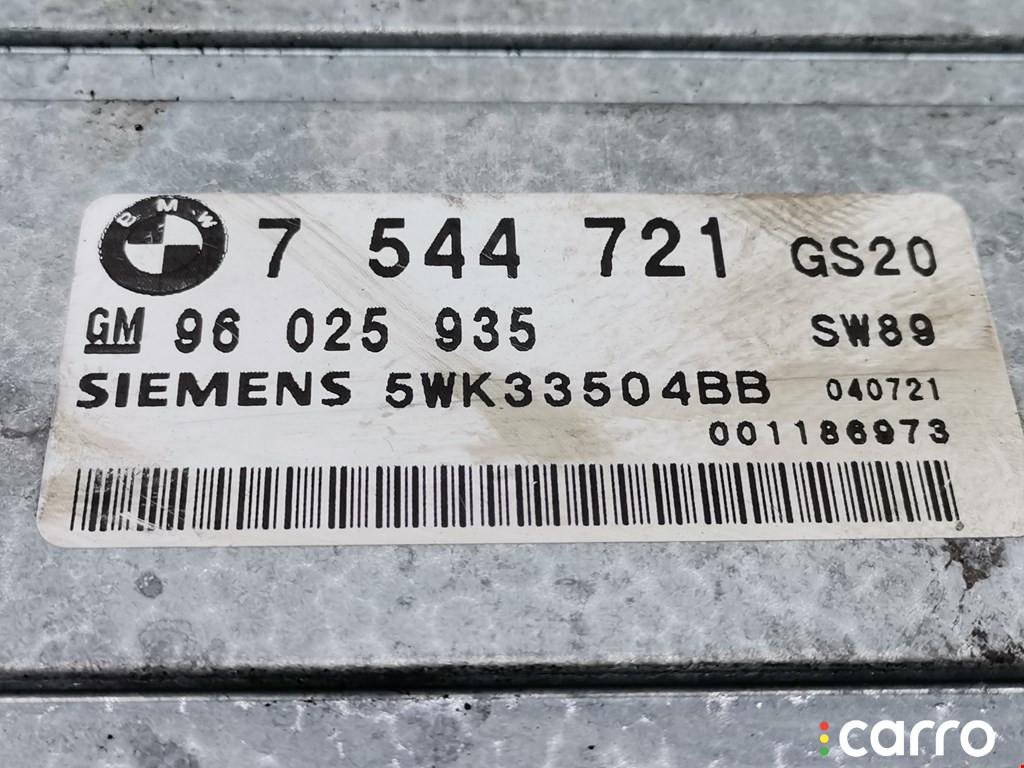 BMW 7 544 721 GS20
GM 96 025 935 SW89
SIEMENS 5WK33504BB 040721
001186973
carro